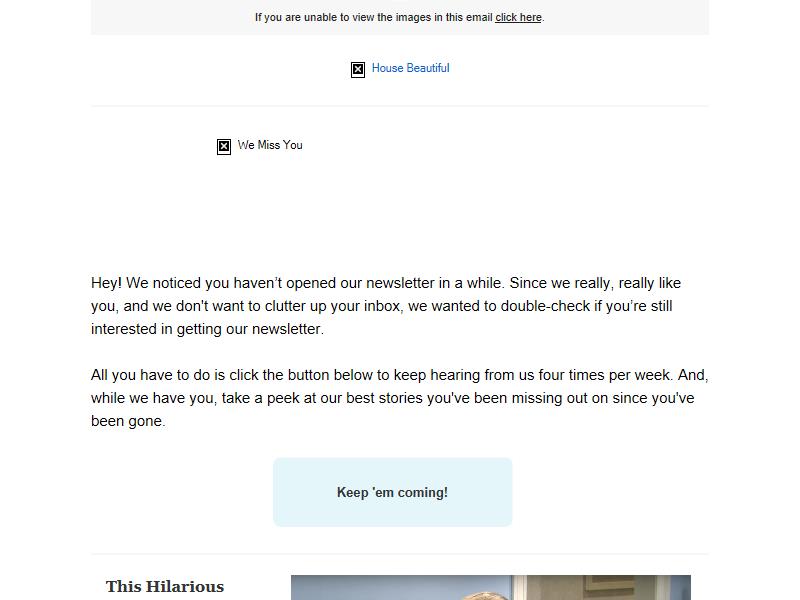 If you are unable to view the images in this email click here.
House Beautiful
We Miss You
Hey! We noticed you haven’t opened our newsletter in a while. Since we really, really like
you, and we don't want to clutter up your inbox, we wanted to double-check if you’re still
interested in getting our newsletter.
All you have to do is click the button below to keep hearing from us four times per week. And,
while we have you, take a peek at our best stories you've been missing out on since you've
been gone.
Keep 'em coming!
This Hilarious